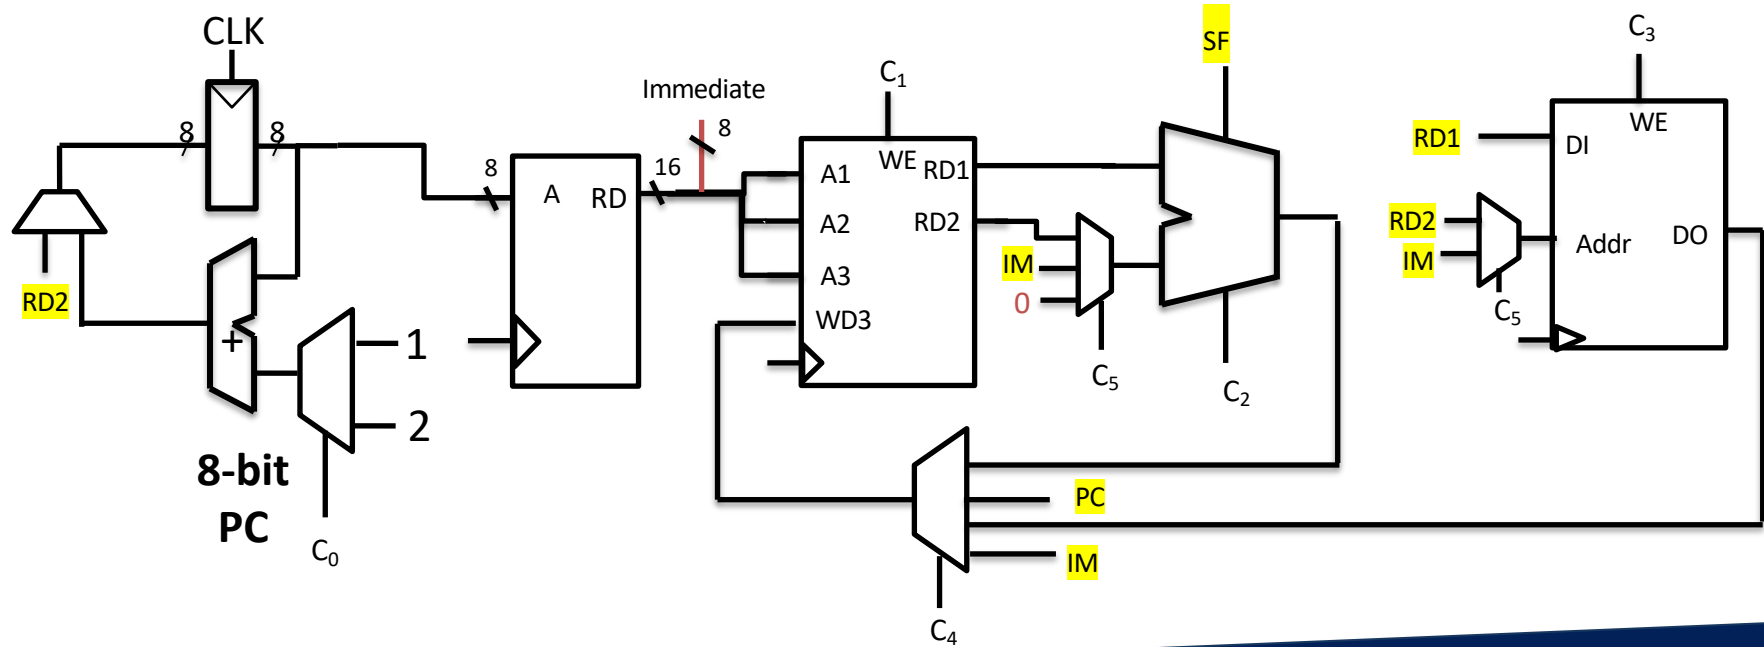 CLK
8
8
RD2
+
1
2
8-bit
PC
C0
8
A
RD
16
Immediate
8
C1
WE
A1
A2
A3
WD3
RD1
RD2
IM
0
C5
SF
C2
PC
IM
C4
C3
WE
RD1
DI
RD2
IM
Addr
DO
C5